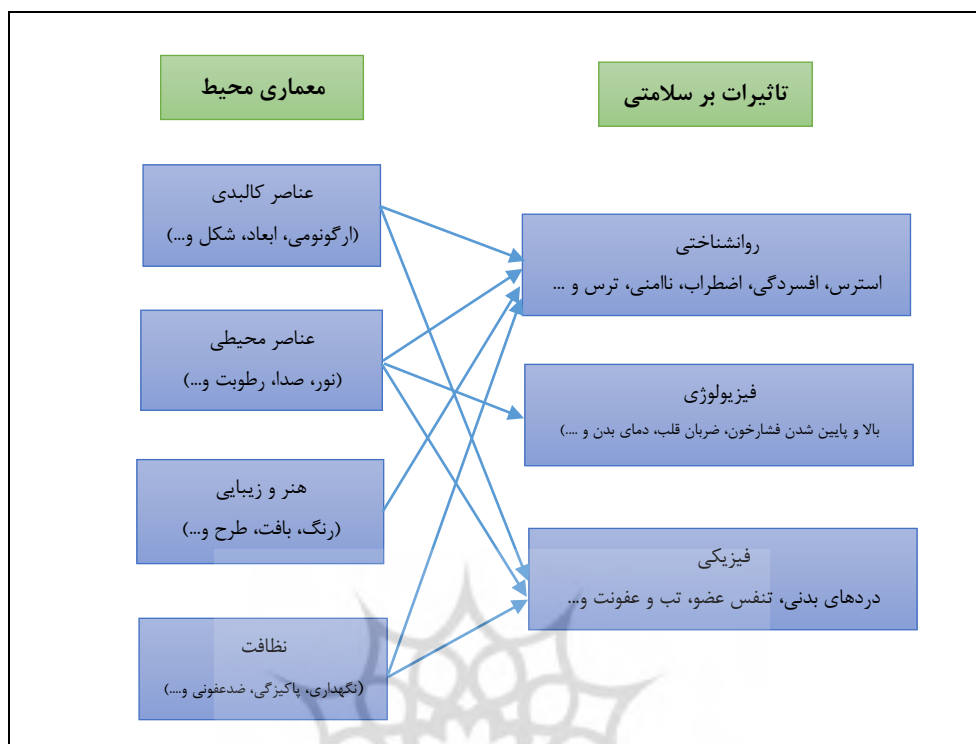 معماری محیط
تاثیرات بر سلامتی
عناصر کالبدی
(ارگونومی، ابعاد، شکل و...)
عناصر محیطی
(نور، صدا، رطوبت و...)
هنر و زیبایی
(رنگ، بافت، طرح و...)
نظافت
(نگهداری، پاکیزگی، ضدعفونی و....)
روانشناختی
استرس، افسردگی، اضطراب، ناامنی، ترس و ...
فیزیولوژی
بالا و پایین شدن فشارخون، ضربان قلب، دمای بدن و ....)
فیزیکی
دردهای بدنی، تنفس عضو، تب و عفونت و...